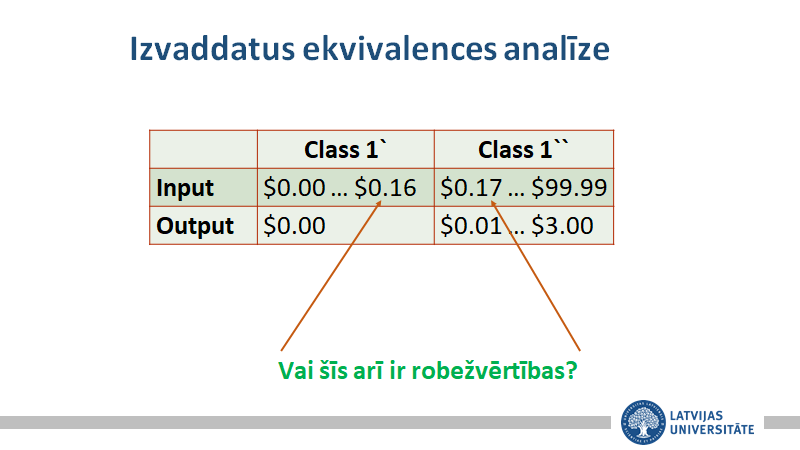 Izvaddatus ekvivalences analīze
Class 1` Class 1``
Input $0.00 … $0.16 $0.17 … $99.99
Output $0.00 $0.01 … $3.00
Vai šīs arī ir robežvērtības?
LATVIJAS
UNIVERSITĀTE